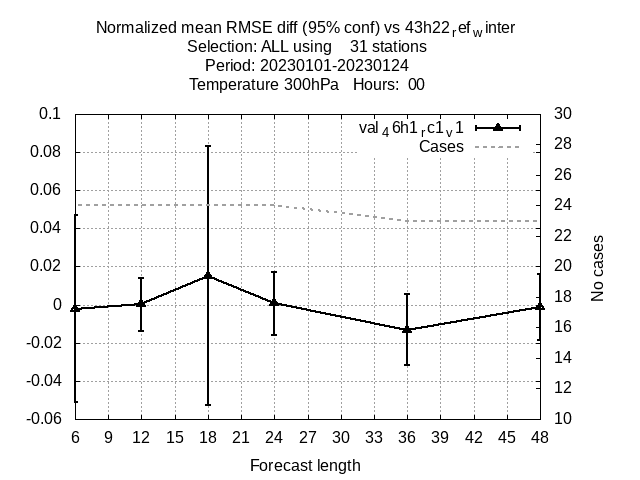 Normalized mean RMSE diff (95% conf) vs 43h22refwinter
Selection: ALL using 31 stations
Period: 20230101-20230124
Temperature 300hPa Hours: 00
val46h1rc1v1
Cases
0.1
0.08
0.06
0.04
0.02
0
-0.02
-0.04
-0.06
30
28
26
24
22
20
18
16
14
12
10
No cases
6 9 12 15 18 21 24 27 30 33 36 39 42 45 48
Forecast length